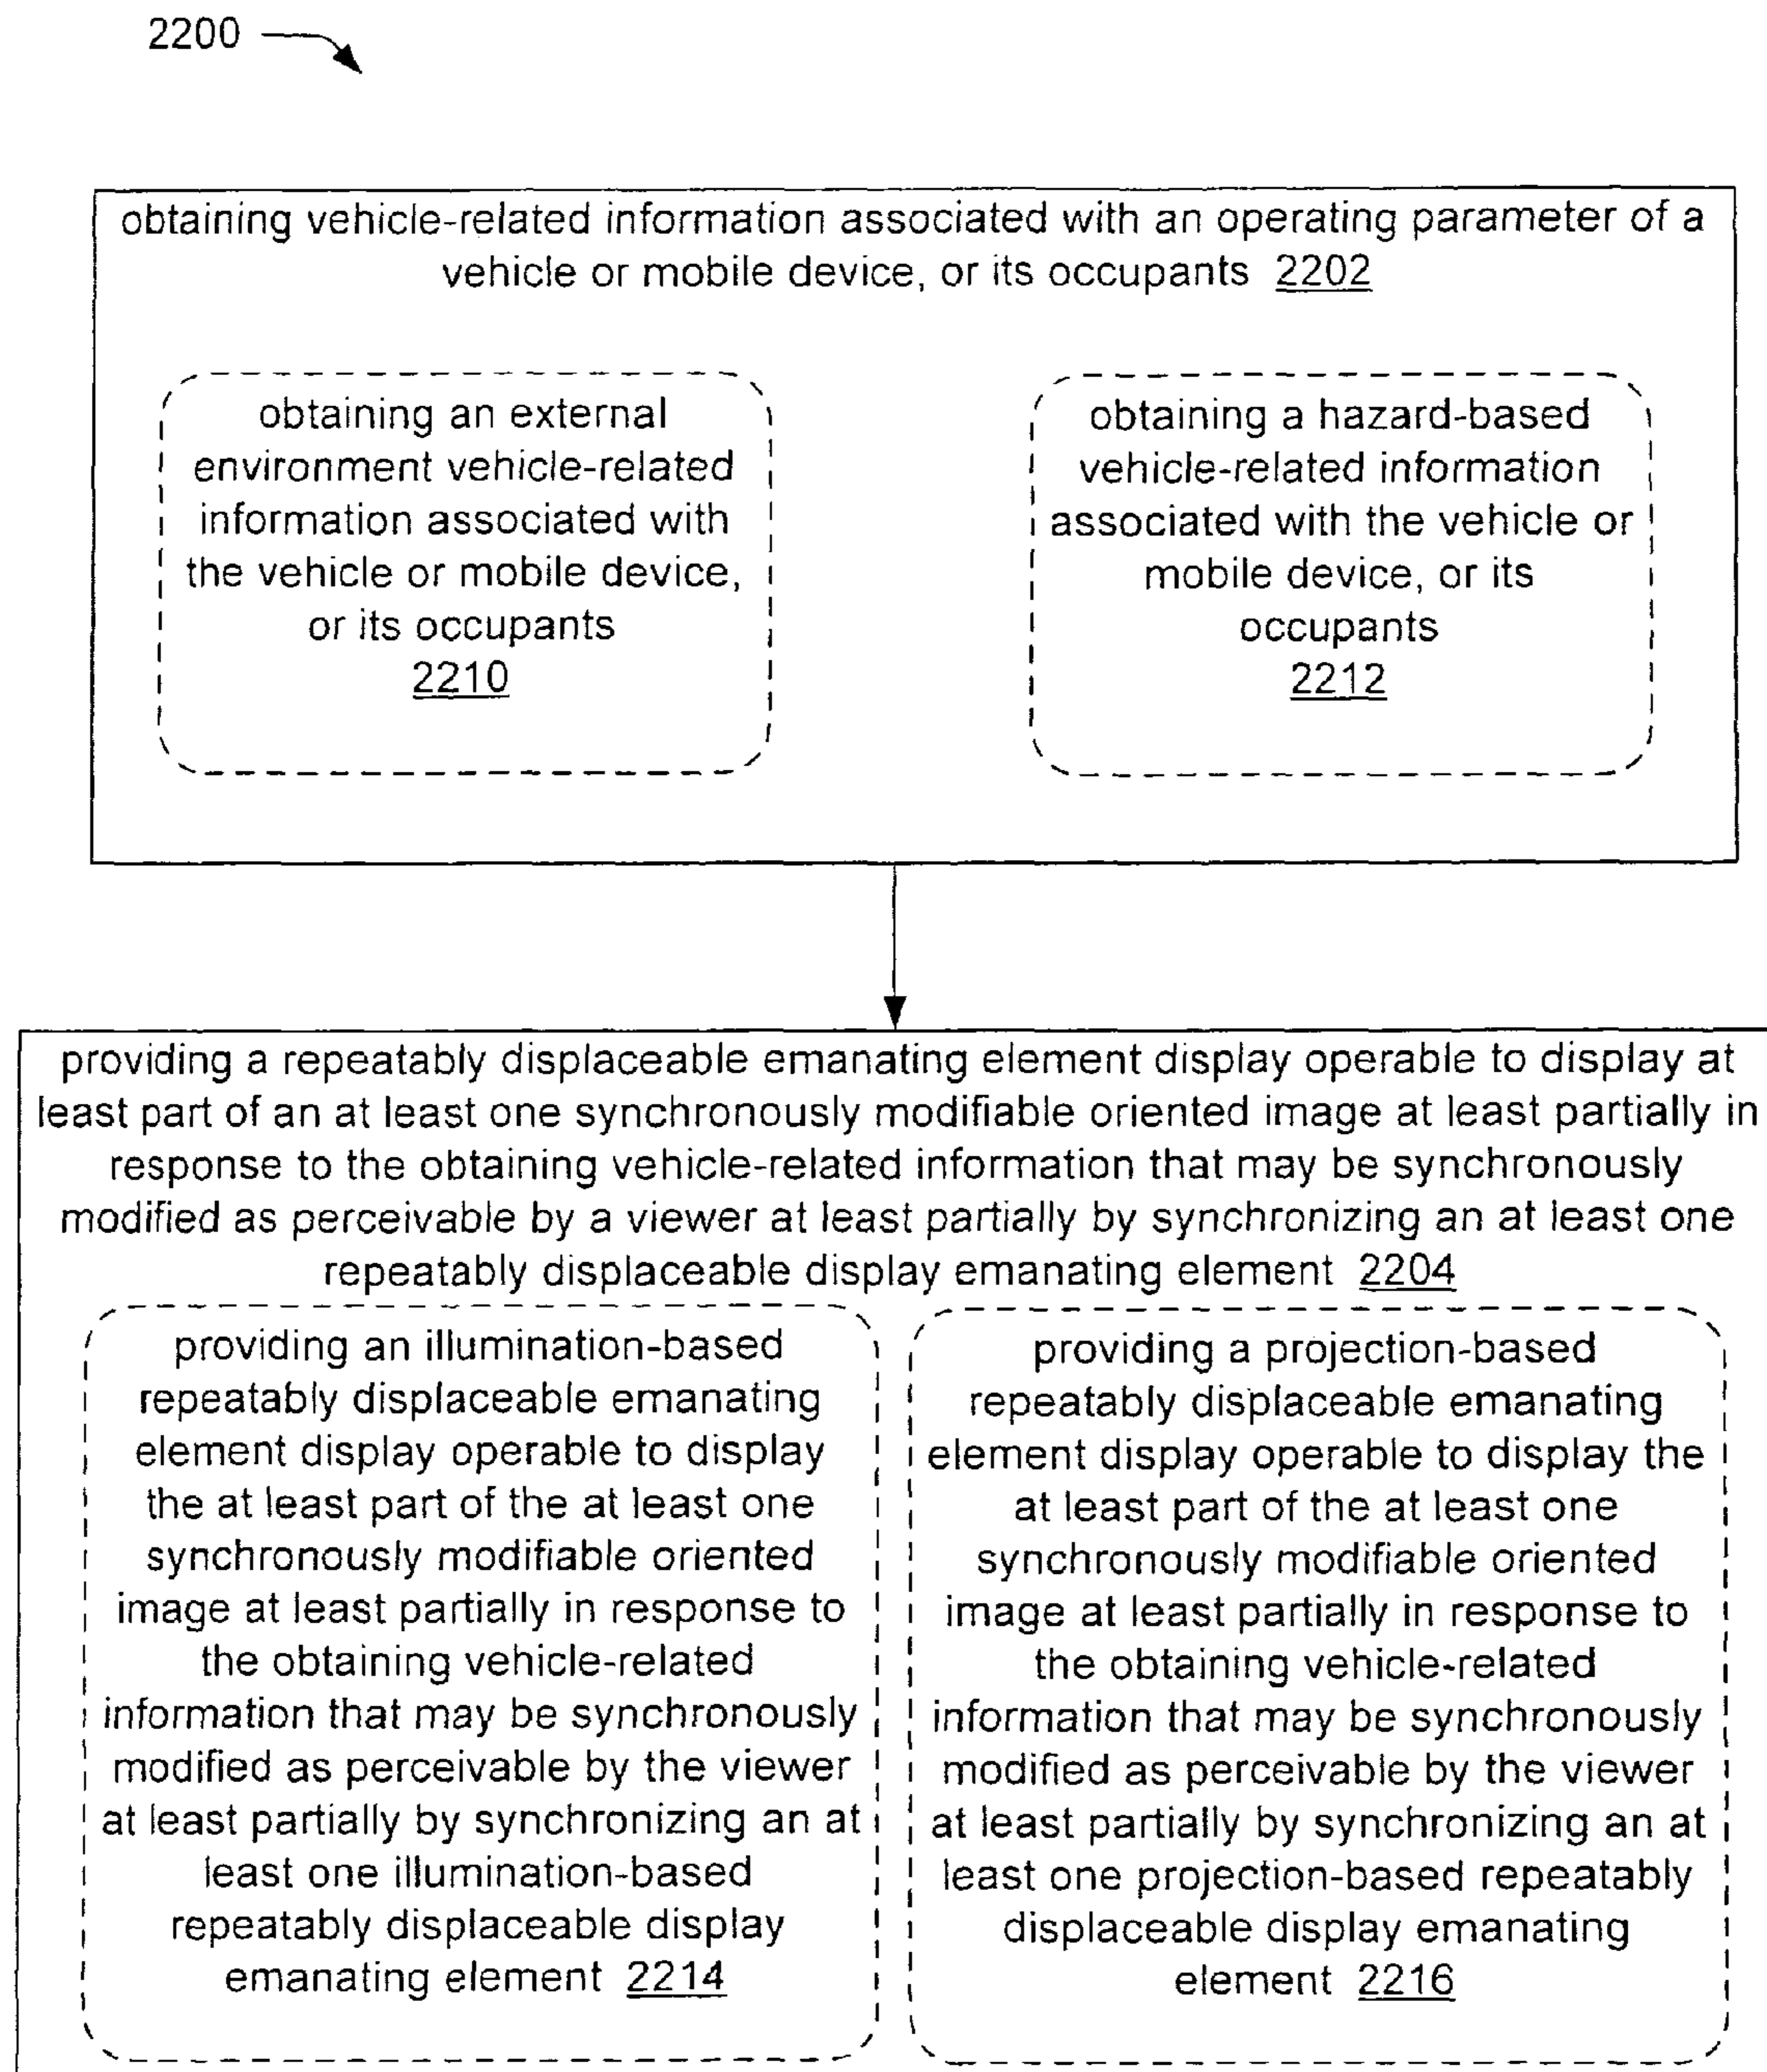 2200
obtaining vehicle-related information associated with an operating parameter of a
vehicle or mobile device, or its occupants 2202
obtaining an external
environment vehicle-related
information associated with
the vehicle or mobile device,
or its occupants
2210
obtaining a hazard-based
vehicle-related information
associated with the vehicle or
mobile device, or its
occupants
2212
providing a repeatably displaceable emanating element display operable to display at
least part of an at least one synchronously modifiable oriented image at least partially in
response to the obtaining vehicle-related information that may be synchronously
modified as perceivable by a viewer at least partially by synchronizing an at least one
repeatably displaceable display emanating element 2204
providing an illumination-based
repeatably displaceable emanating
element display operable to display
the at least part of the at least one
synchronously modifiable oriented
image at least partially in response to
the obtaining vehicle-related
information that may be synchronously
modified as perceivable by the viewer
at least partially by synchronizing an at
least one illumination-based
repeatably displaceable display
emanating element 2214
providing a projection-based
repeatably displaceable emanating
element display operable to display the
at least part of the at least one
synchronously modifiable oriented
image at least partially in response to
the obtaining vehicle-related
information that may be synchronously
modified as perceivable by the viewer
at least partially by synchronizing an at
least one projection-based repeatably
displaceable display emanating
element 2216